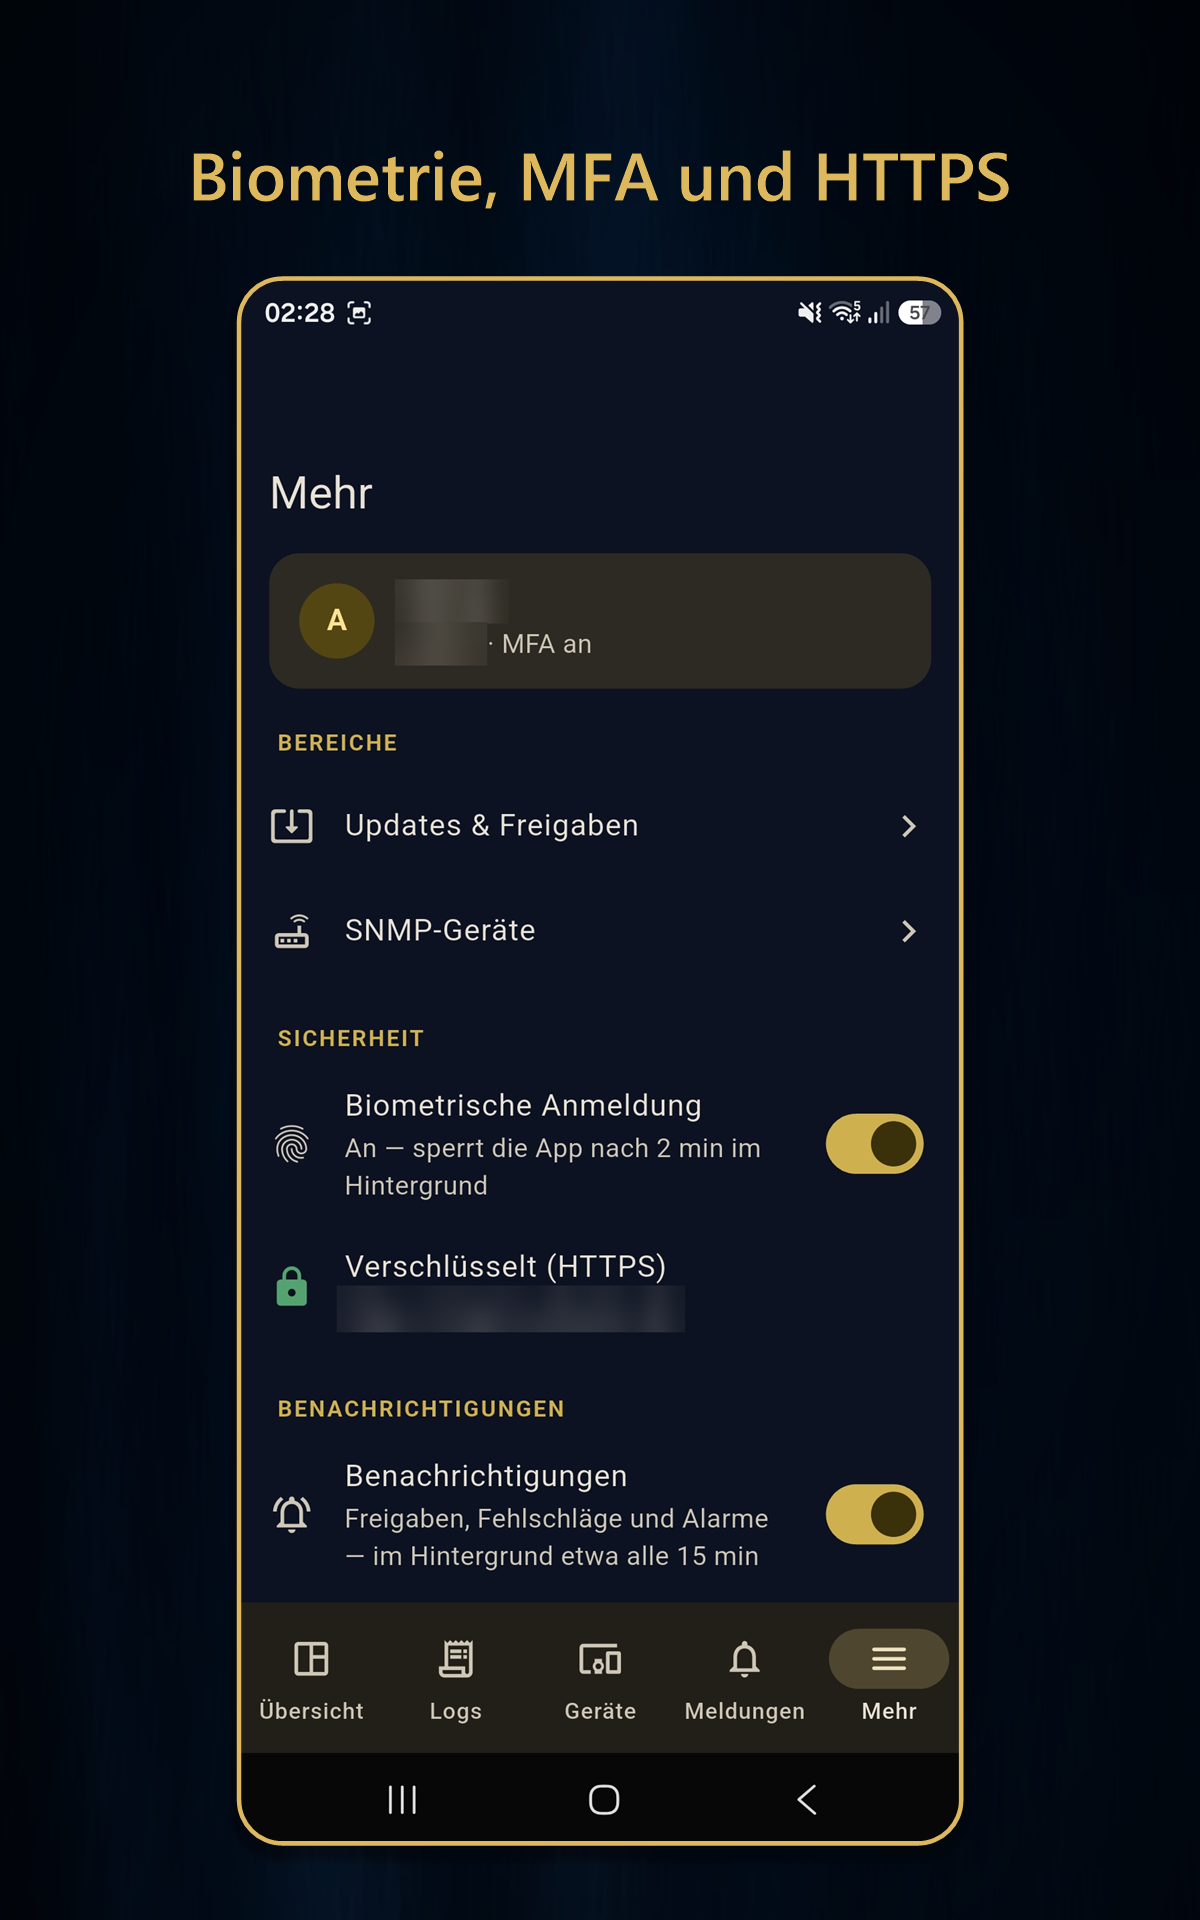 Biometrie, MFA und HTTPS
02:28
5
57
Mehr
A
· MFA an
BEREICHE
Updates & Freigaben
SNMP-Geräte
SICHERHEIT
Biometrische Anmeldung
An — sperrt die App nach 2 min im
Hintergrund
Verschlüsselt (HTTPS)
BENACHRICHTIGUNGEN
Benachrichtigungen
Freigaben, Fehlschläge und Alarme
— im Hintergrund etwa alle 15 min
Übersicht
Logs
Geräte
Meldungen
Mehr